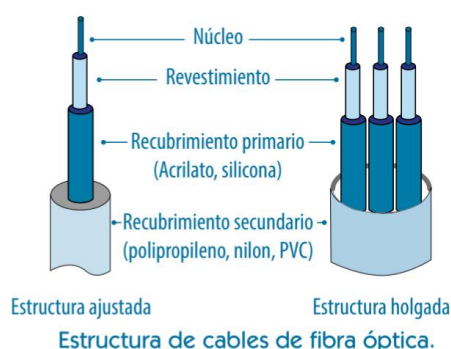 Núcleo
Revestimiento
Recubrimiento primario
(Acrilato, silicona)
Recubrimiento secundario
(polipropileno, nilon, PVC)
Estructura ajustada
Estructura holgada
Estructura de cables de fibra óptica.